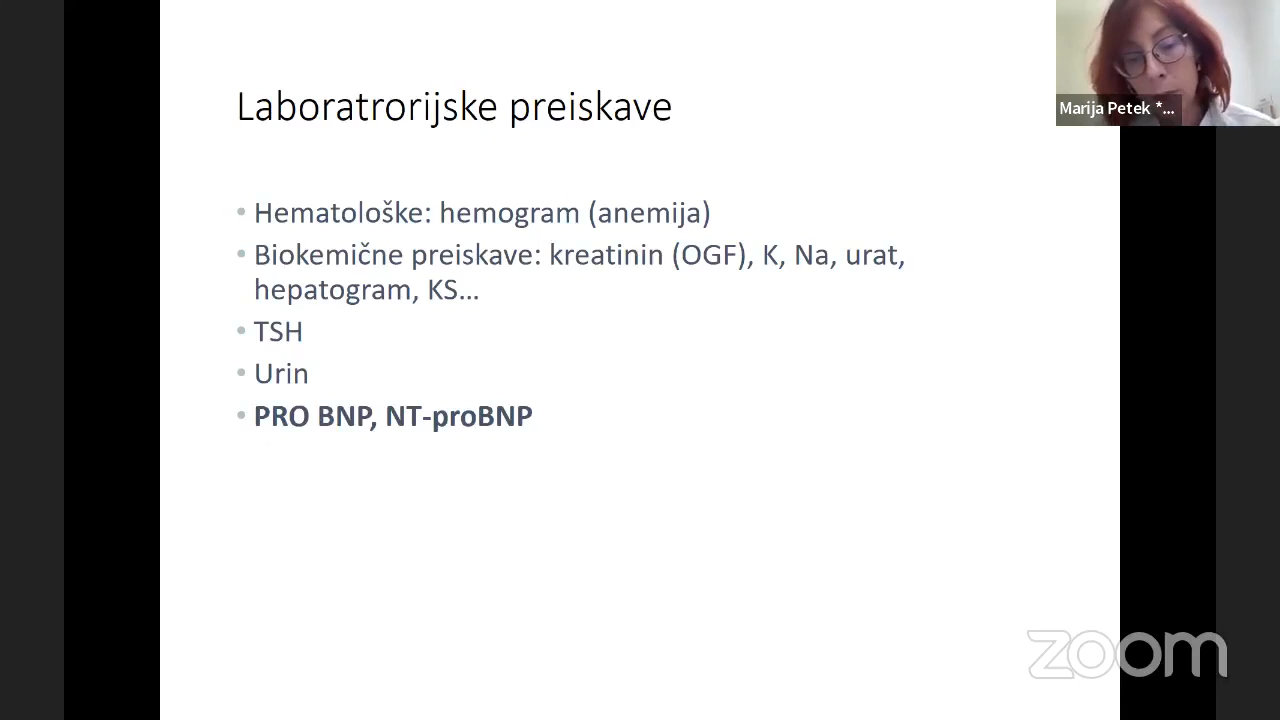 Laboratrorijske preiskave
Marija Petek *...
• Hematološke: hemogram (anemija)
• Biokemične preiskave: kreatinin (OGF), K, Na, urat,
hepatogram, KS…
• TSH
• Urin
• PRO BNP, NT-proBNP
zoom